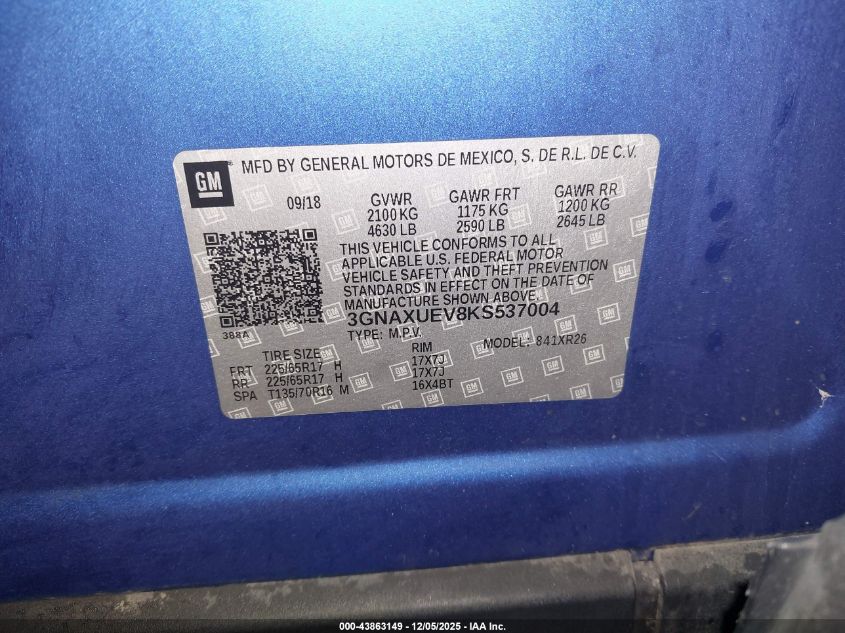 GM
MFD BY GENERAL MOTORS DE MEXICO, S. DE R.L. DE C.V.
09/18 GVWR GAWR FRT GAWR RR
2100 KG 1175 KG 1200 KG
4630 LB 2590 LB 2645 LB
THIS VEHICLE CONFORMS TO ALL
APPLICABLE U.S. FEDERAL MOTOR
VEHICLE SAFETY AND THEFT PREVENTION
STANDARDS IN EFFECT ON THE DATE OF
MANUFACTURE SHOWN ABOVE.
3GNAXUEV8KS537004
388A
TYPE: M.P.V. MODEL: 841XR26
TIRE SIZE RIM
FRT 225/65R17 H 17X7J
RR 225/65R17 H 17X7J
SPA T135/70R16 M 16X4BT
000-43863149 - 12/05/2025 - IAA Inc.